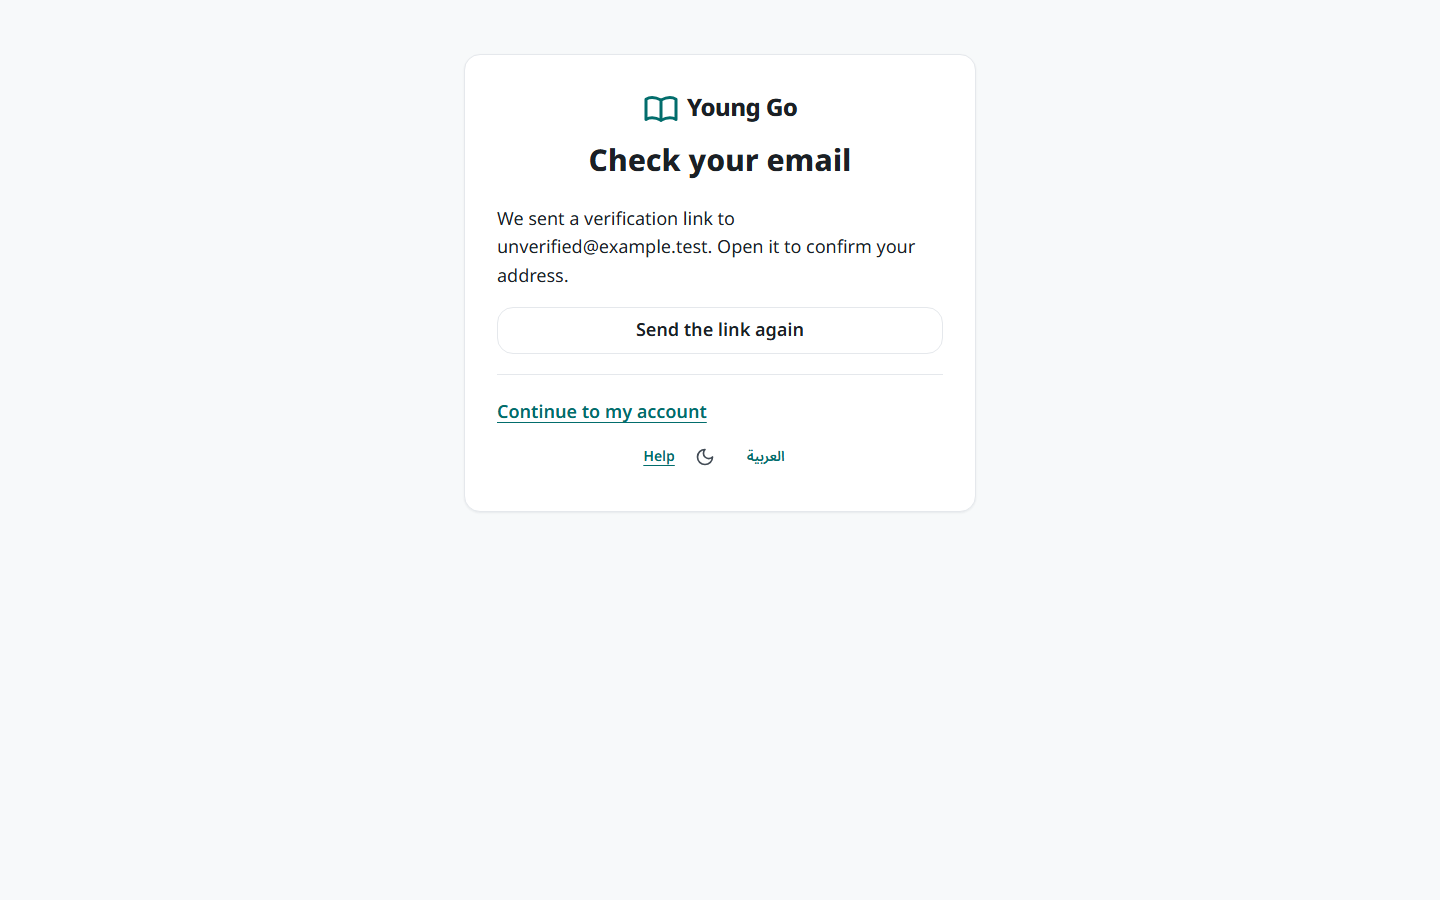 Young Go
Check your email
We sent a verification link to
unverified@example.test. Open it to confirm your
address.
Send the link again
Continue to my account
Help
العربية